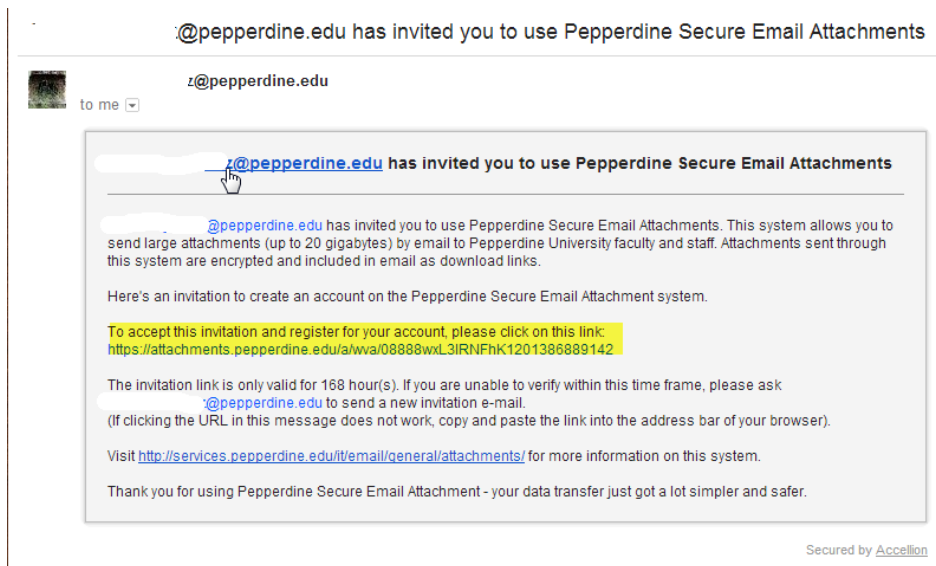 @pepperdine.edu has invited you to use Pepperdine Secure Email Attachments
z@pepperdine.edu
to me
z@pepperdine.edu has invited you to use Pepperdine Secure Email Attachments
@pepperdine.edu has invited you to use Pepperdine Secure Email Attachments. This system allows you to
send large attachments (up to 20 gigabytes) by email to Pepperdine University faculty and staff. Attachments sent through
this system are encrypted and included in email as download links.
Here's an invitation to create an account on the Pepperdine Secure Email Attachment system.
To accept this invitation and register for your account, please click on this link:
https://attachments.pepperdine.edu/a/wva/08888wxL3lRNFhK1201386889142
The invitation link is only valid for 168 hour(s). If you are unable to verify within this time frame, please ask
@pepperdine.edu to send a new invitation e-mail.
(If clicking the URL in this message does not work, copy and paste the link into the address bar of your browser).
Visit http://services.pepperdine.edu/it/email/general/attachments/ for more information on this system.
Thank you for using Pepperdine Secure Email Attachment - your data transfer just got a lot simpler and safer.
Secured by Accellion